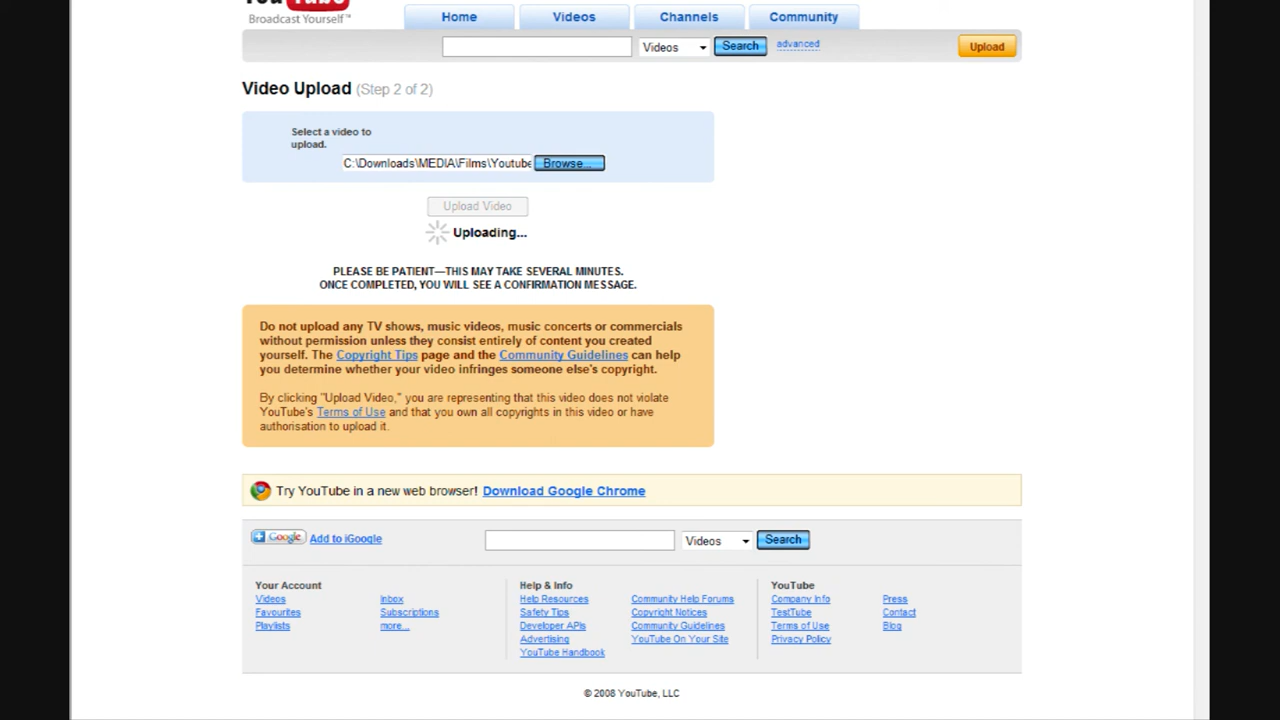 You Tube
Broadcast Yourself™
Home Videos Channels Community
Videos Search advanced Upload
Video Upload (Step 2 of 2)
Select a video to
upload.
C:\Downloads\MEDIA\Films\Youtube Browse...
Upload Video
Uploading...
PLEASE BE PATIENT—THIS MAY TAKE SEVERAL MINUTES.
ONCE COMPLETED, YOU WILL SEE A CONFIRMATION MESSAGE.
Do not upload any TV shows, music videos, music concerts or commercials
without permission unless they consist entirely of content you created
yourself. The Copyright Tips page and the Community Guidelines can help
you determine whether your video infringes someone else's copyright.
By clicking "Upload Video," you are representing that this video does not violate
YouTube's Terms of Use and that you own all copyrights in this video or have
authorisation to upload it.
Try YouTube in a new web browser! Download Google Chrome
Google Add to iGoogle Videos Search
Your Account Help & Info YouTube
Videos Inbox Help Resources Community Help Forums Company Info Press
Favourites Subscriptions Safety Tips Copyright Notices TestTube Contact
Playlists more... Developer APIs Community Guidelines Terms of Use Blog
Advertising YouTube On Your Site Privacy Policy
YouTube Handbook
© 2008 YouTube, LLC